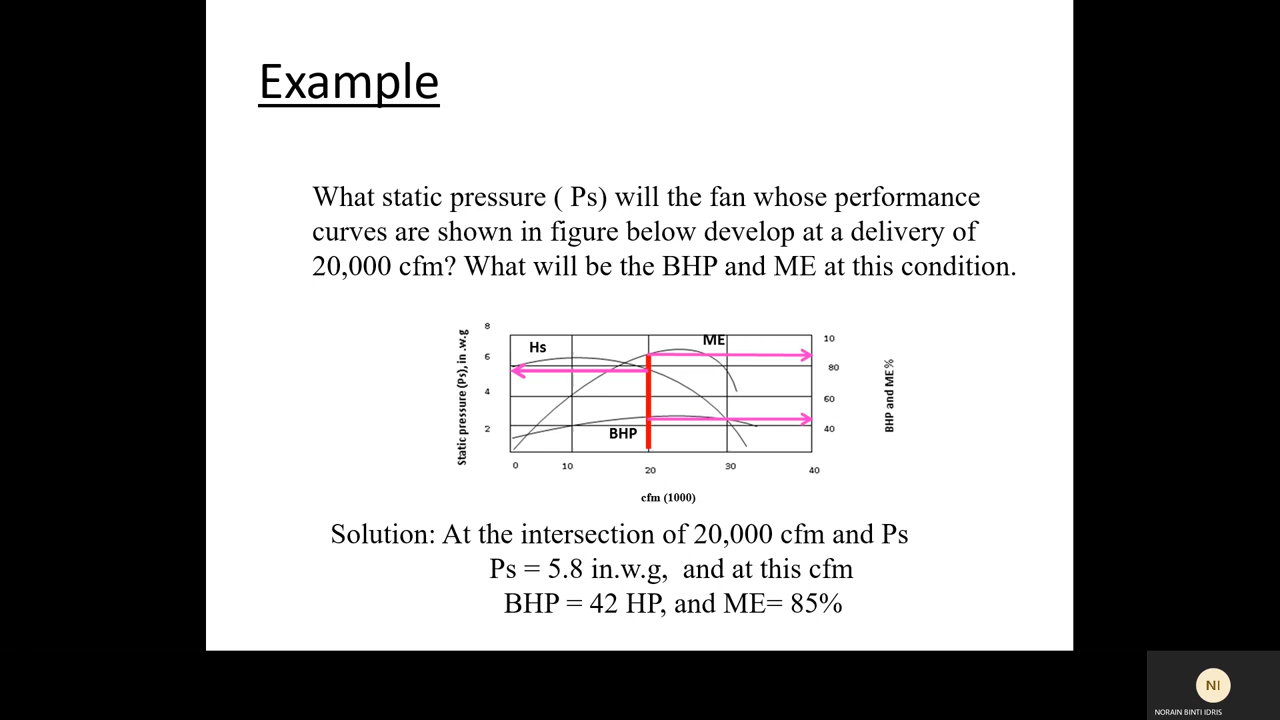 Example
What static pressure ( Ps) will the fan whose performance
curves are shown in figure below develop at a delivery of
20,000 cfm? What will be the BHP and ME at this condition.
Static pressure (Ps), in .w.g
8
6
4
2
Hs
ME
BHP
10
80
60
40
BHP and ME%
0
10
20
30
40
cfm (1000)
Solution: At the intersection of 20,000 cfm and Ps
Ps = 5.8 in.w.g, and at this cfm
BHP = 42 HP, and ME= 85%
NI
NORAIN BINTI IDRIS